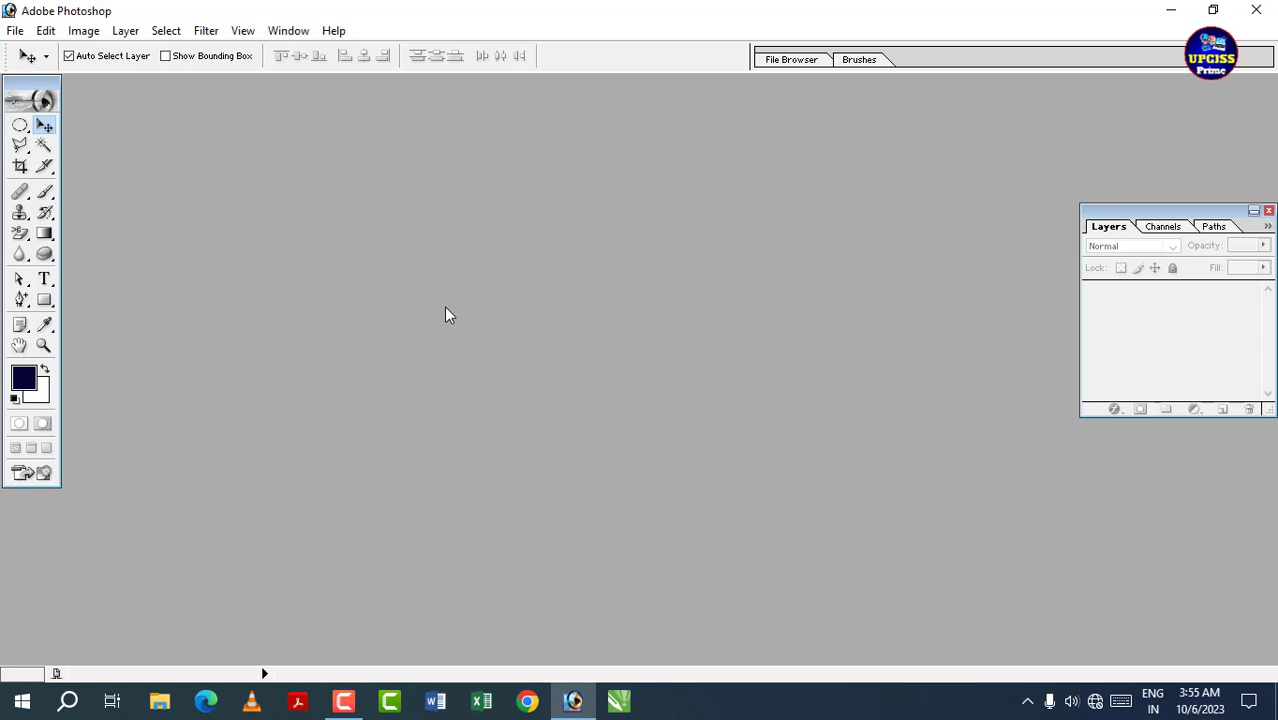 Adobe Photoshop
File Edit Image Layer Select Filter View Window Help
Auto Select Layer Show Bounding Box File Browser Brushes
UPCISS
Prime
Layers Channels Paths
Normal Opacity:
Lock: Fill:
ENG 3:55 AM
IN 10/6/2023